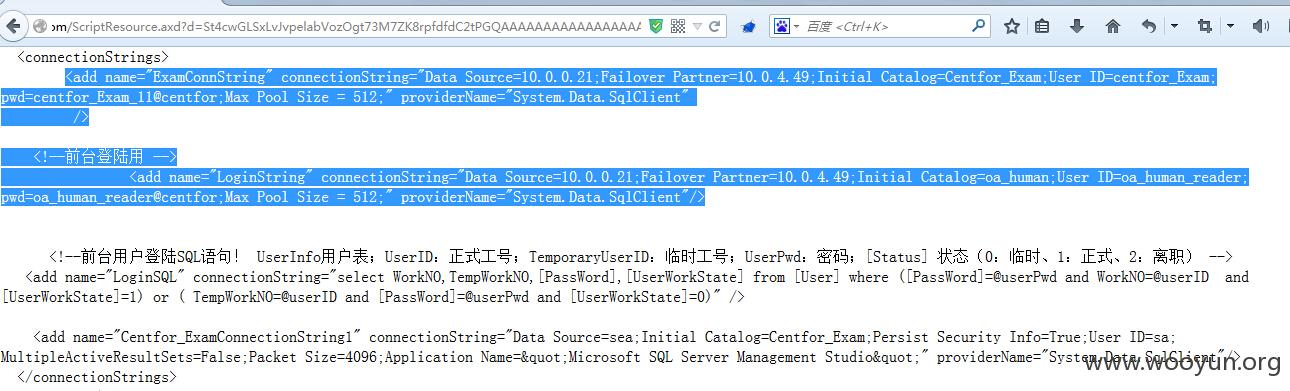 om/ScriptResource.axd?d=St4cwGLSxLvJvpelabVozOgt73M7ZK8rpfdfdC2tPGQAAAAAAAAAAAAAAAAAA
百度 <Ctrl+K>
<connectionStrings>
<add name="ExamConnString" connectionString="Data Source=10.0.0.21;Failover Partner=10.0.4.49;Initial Catalog=Centfor_Exam;User ID=centfor_Exam;
pwd=centfor_Exam_11@centfor;Max Pool Size = 512;" providerName="System.Data.SqlClient"
/>
<!--前台登陆用 -->
<add name="LoginString" connectionString="Data Source=10.0.0.21;Failover Partner=10.0.4.49;Initial Catalog=oa_human;User ID=oa_human_reader;
pwd=oa_human_reader@centfor;Max Pool Size = 512;" providerName="System.Data.SqlClient"/>
<!--前台用户登陆SQL语句! UserInfo用户表; UserID: 正式工号; TemporaryUserID: 临时工号; UserPwd: 密码; [Status] 状态（0: 临时、1: 正式、2: 离职） -->
<add name="LoginSQL" connectionString="select WorkNO,TempWorkNO,[PassWord],[UserWorkState] from [User] where ([PassWord]=@userPwd and WorkNO=@userID and
[UserWorkState]=1) or ( TempWorkNO=@userID and [PassWord]=@userPwd and [UserWorkState]=0)" />
<add name="Centfor_ExamConnectionString1" connectionString="Data Source=sea;Initial Catalog=Centfor_Exam;Persist Security Info=True;User ID=sa;
MultipleActiveResultSets=False;Packet Size=4096;Application Name=&quot;Microsoft SQL Server Management Studio&quot;" providerName="System.Data.SqlClient"/>
</connectionStrings>
www.wooyun.org